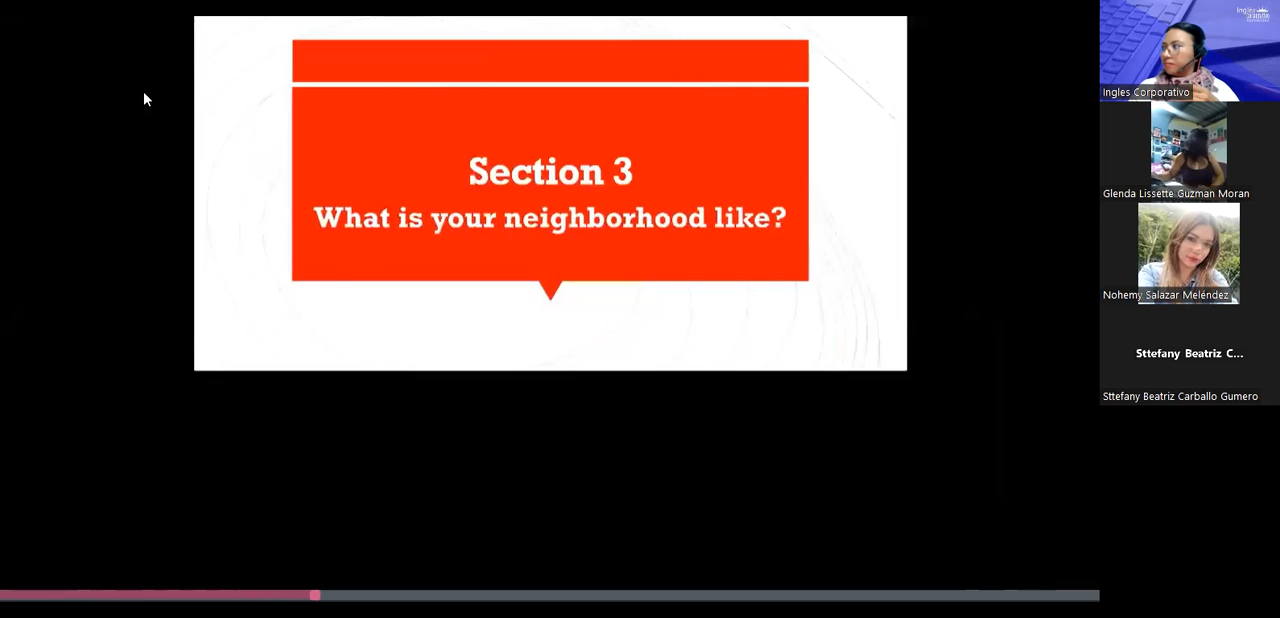 Section 3
What is your neighborhood like?
Ingles Corporativo
Glenda Lissette Guzman Moran
Nohemy Salazar Meléndez
Sttefany Beatriz C...
Sttefany Beatriz Carballo Gumero